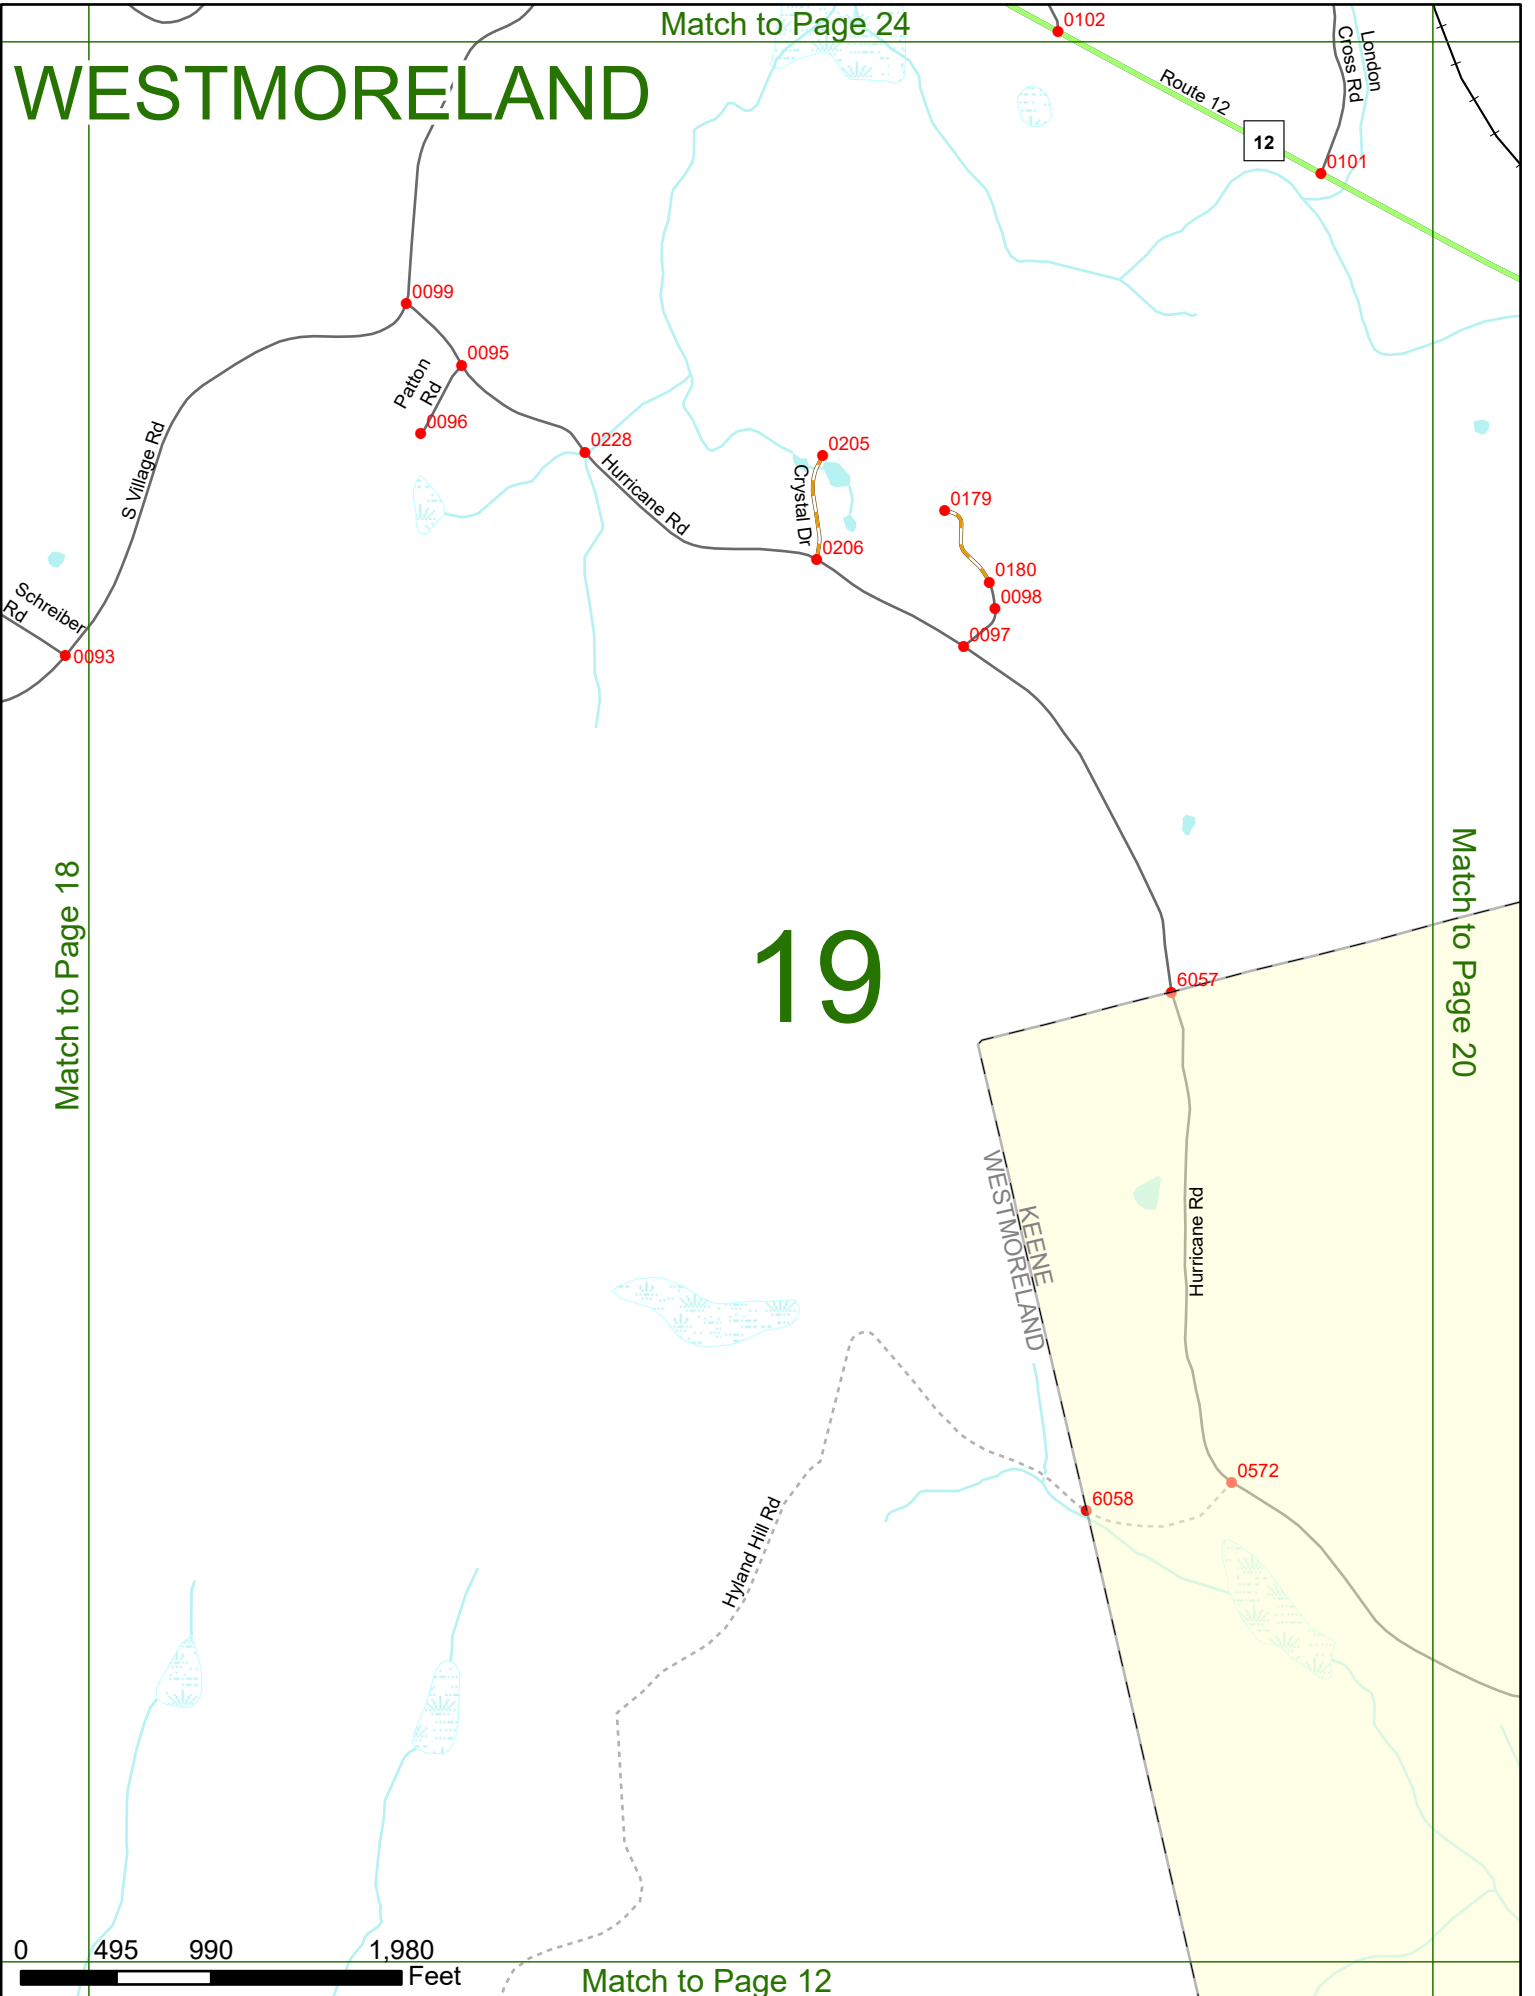 Match to Page 24
WESTMORELAND
0102
London
Cross Rd
Route 12
12
0101
0099
0095
Patton
Rd
0096
S Village Rd
0228
Hurricane Rd
0205
Crystal Dr
0206
0179
0180
0098
0097
Schreiber
Rd
0093
Match to Page 18
19
Match to Page 20
6057
KEENE
WESTMORELAND
Hurricane Rd
0572
6058
Hyland Hill Rd
0 495 990 1,980
Feet
Match to Page 12